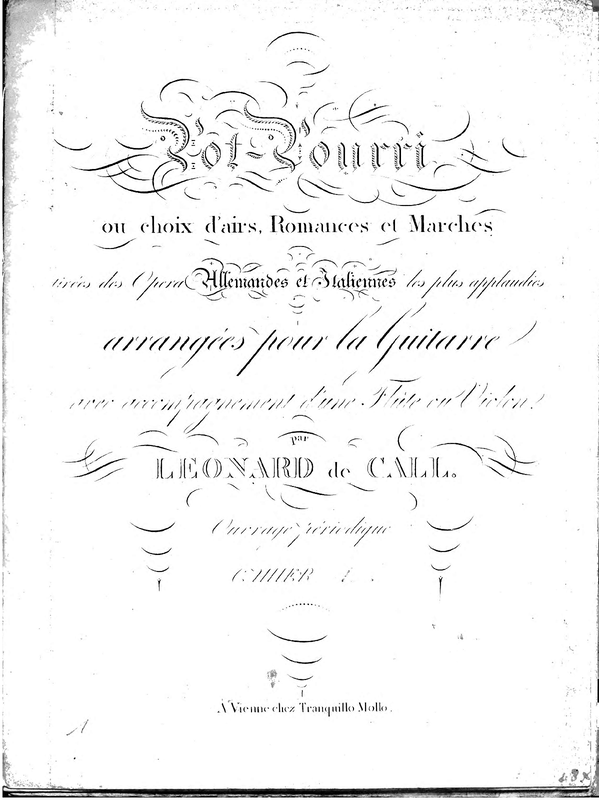 Pot-Pourri
ou choix d'airs, Romances et Marches
tirées des Opera Allemandes et Italiennes les plus applaudies
arrangées pour la Guitarre
avec accompagnement d'une Flûte ou Violon
par
LEONARD de CALL.
Ouvrage périodique
CAHIER
À Vienne chez Tranquillo Mollo.